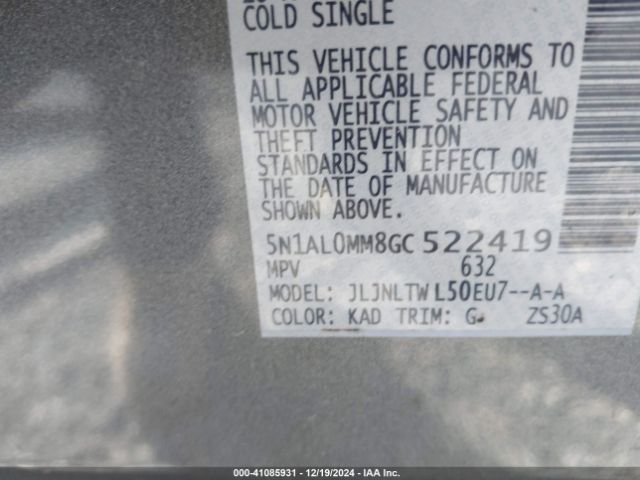 COLD SINGLE
THIS VEHICLE CONFORMS TO
ALL APPLICABLE FEDERAL
MOTOR VEHICLE SAFETY AND
THEFT PREVENTION
STANDARDS IN EFFECT ON
THE DATE OF MANUFACTURE
SHOWN ABOVE.
5N1AL0MM8GC 522419
MPV 632
MODEL: JLJNLTW L50EU7--A-A
COLOR: KAD TRIM: G ZS30A
000-41085931 - 12/19/2024 - IAA Inc.